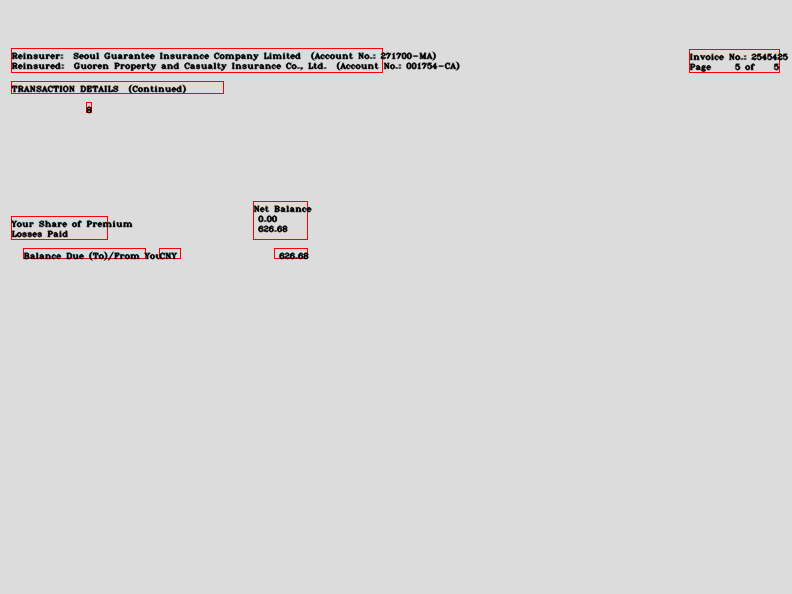 Reinsurer: Seoul Guarantee Insurance Company Limited (Account No.: 271700-MA)
Invoice No.: 2545425
Reinsured: Guoren Property and Casualty Insurance Co., Ltd. (Account No.: 001754-CA)
Page 5 of 5
TRANSACTION DETAILS (Continued)
8
Net Balance
Your Share of Premium 0.00
Losses Paid 626.68
Balance Due (To)/From You CNY 626.68